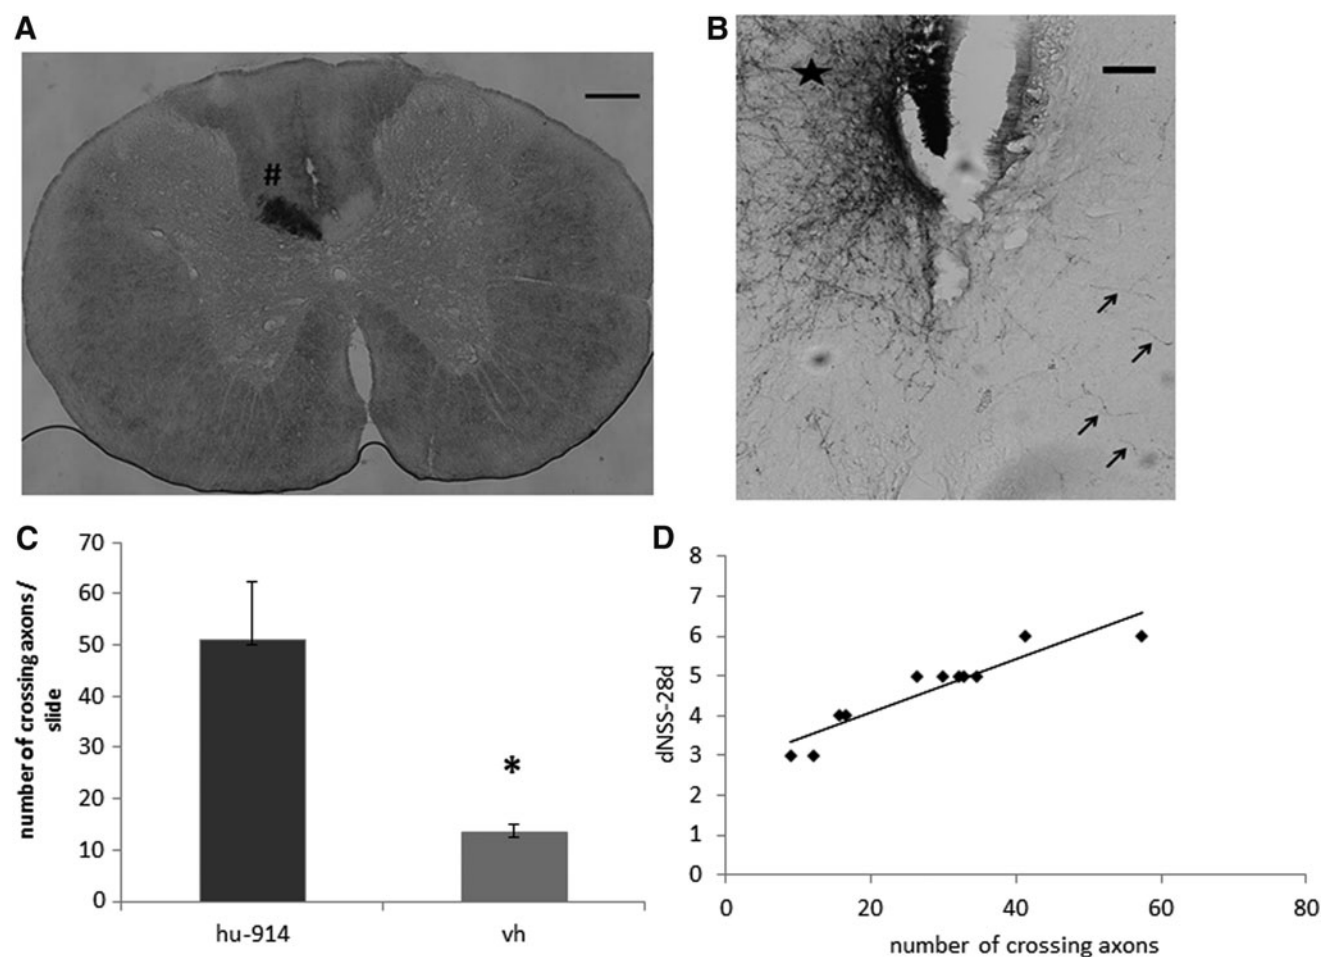 A
B
#
★
C
number of crossing axons /
slide
70
60
50
40
30
20
10
0
*
hu-914
vh
D
dNSS-28d
8
7
6
5
4
3
2
1
0
0 20 40 60 80
number of crossing axons